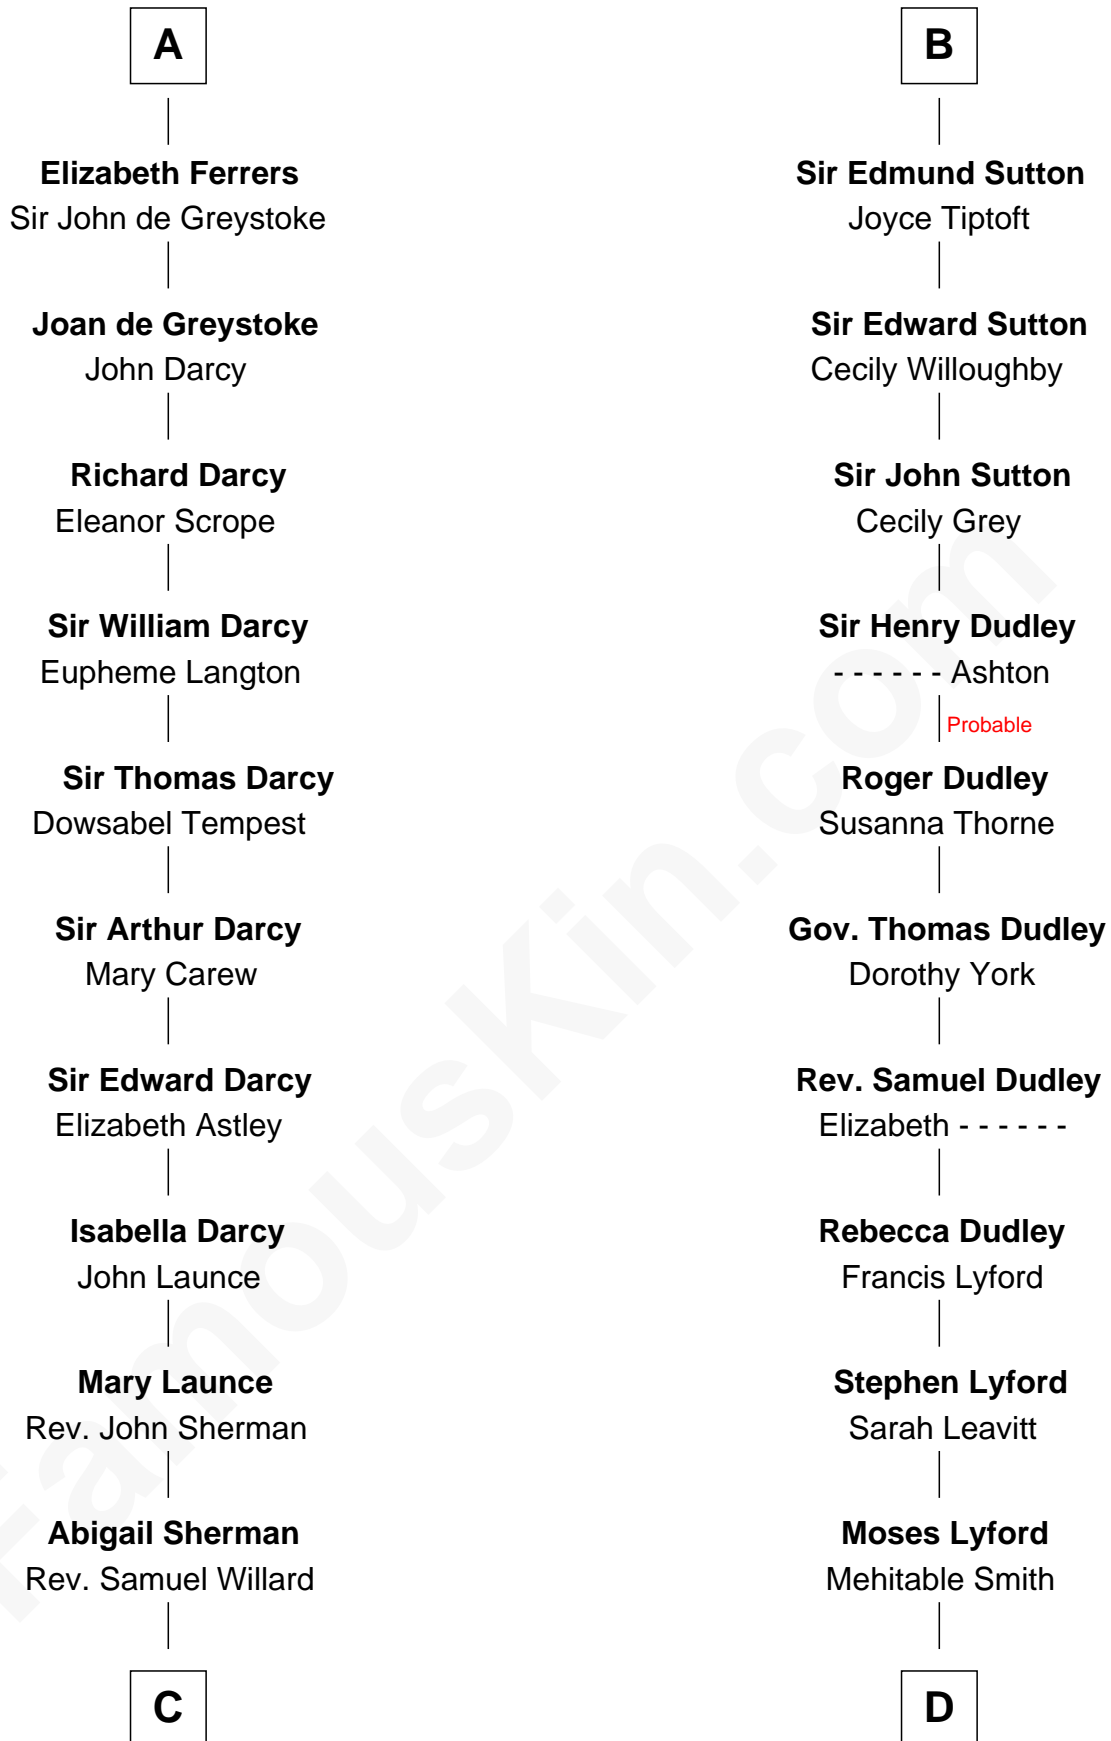 A
Elizabeth Ferrers
Sir John de Greystoke
Joan de Greystoke
John Darcy
Richard Darcy
Eleanor Scrope
Sir William Darcy
Eupheme Langton
Sir Thomas Darcy
Dowsabel Tempest
Sir Arthur Darcy
Mary Carew
Sir Edward Darcy
Elizabeth Astley
Isabella Darcy
John Launce
Mary Launce
Rev. John Sherman
Abigail Sherman
Rev. Samuel Willard
C
B
Sir Edmund Sutton
Joyce Tiptoft
Sir Edward Sutton
Cecily Willoughby
Sir John Sutton
Cecily Grey
Sir Henry Dudley
- - - - - - Ashton
Probable
Roger Dudley
Susanna Thorne
Gov. Thomas Dudley
Dorothy York
Rev. Samuel Dudley
Elizabeth - - - - - -
Rebecca Dudley
Francis Lyford
Stephen Lyford
Sarah Leavitt
Moses Lyford
Mehitable Smith
D
FamousKin.com